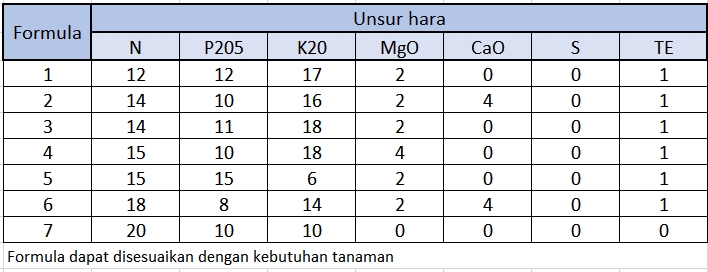 Formula Unsur hara
N P205 K20 MgO CaO S TE
1 12 12 17 2 0 0 1
2 14 10 16 2 4 0 1
3 14 11 18 2 0 0 1
4 15 10 18 4 0 0 1
5 15 15 6 2 0 0 1
6 18 8 14 2 4 0 1
7 20 10 10 0 0 0 0
Formula dapat disesuaikan dengan kebutuhan tanaman